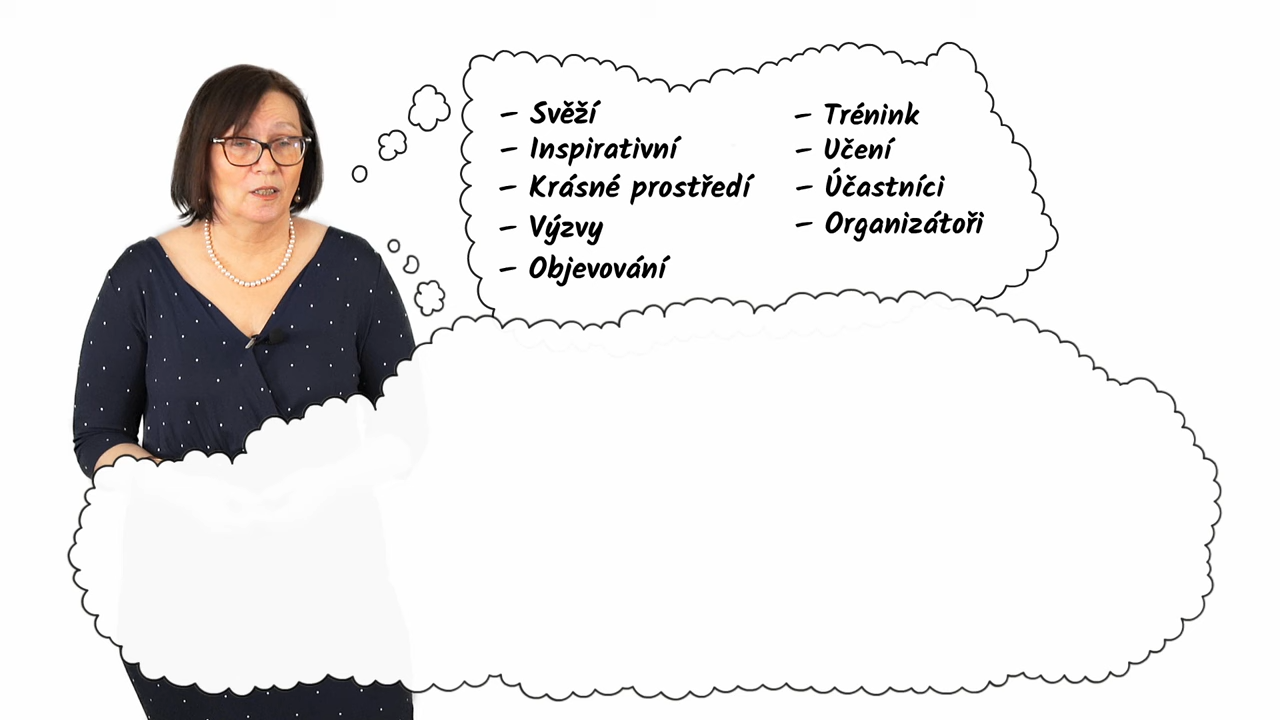 – Svěží
– Inspirativní
– Krásné prostředí
– Výzvy
– Objevování
– Trénink
– Učení
– Účastníci
– Organizátoři